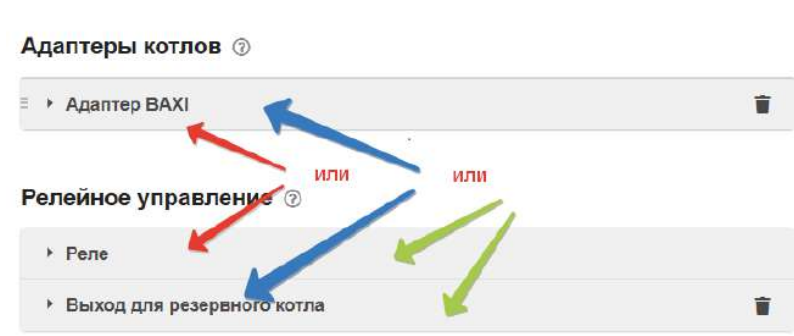 Адаптеры котлов ?
Адаптер BAXI
или
или
Релейное управление ?
Реле
Выход для резервного котла